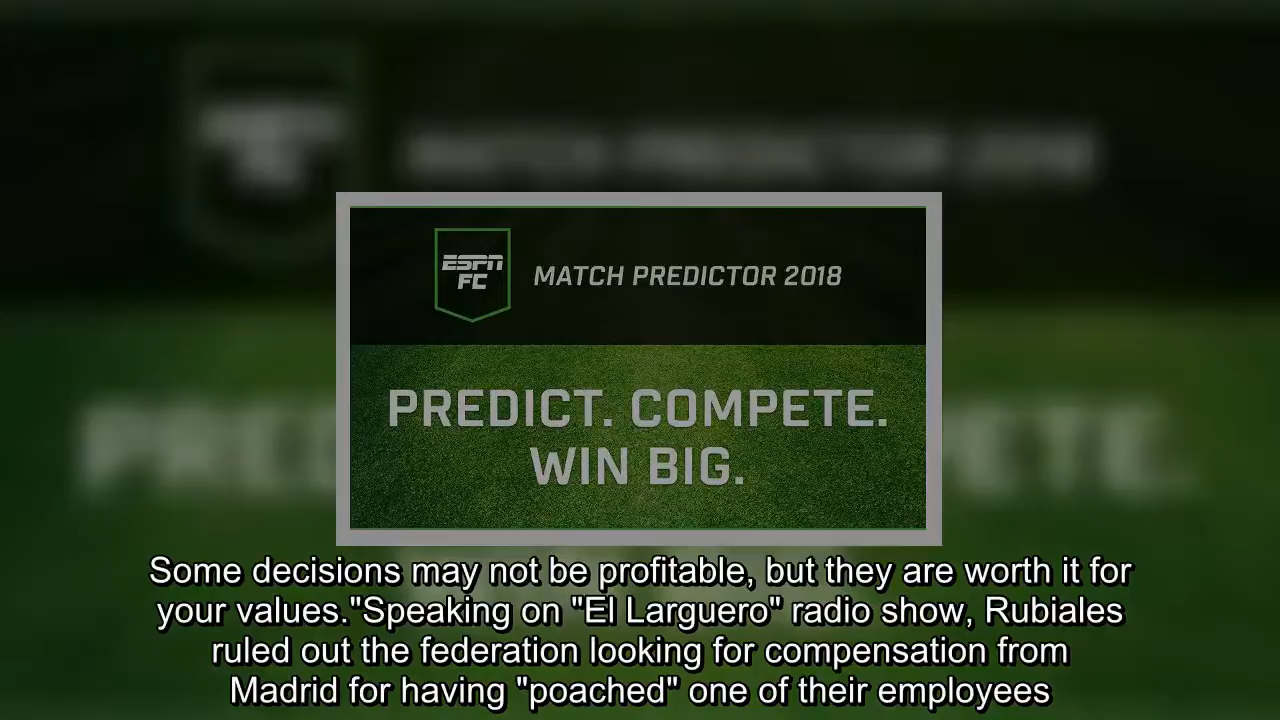 ESPN
FC
MATCH PREDICTOR 2018
PREDICT. COMPETE.
WIN BIG.
Some decisions may not be profitable, but they are worth it for
your values."Speaking on "El Larguero" radio show, Rubiales
ruled out the federation looking for compensation from
Madrid for having "poached" one of their employees